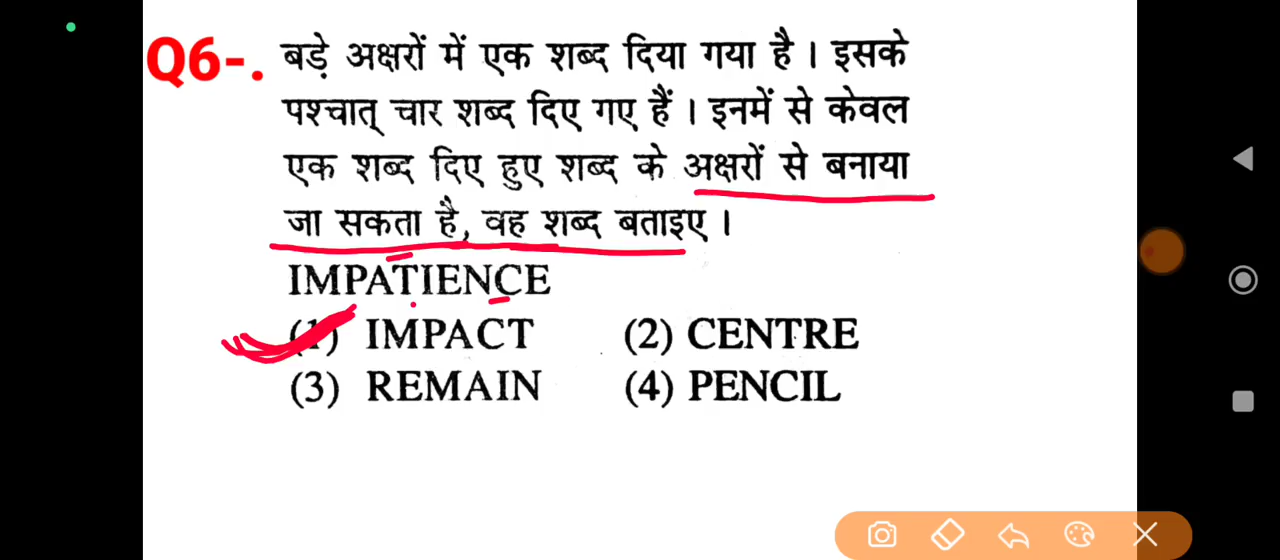 Q6-. बड़े अक्षरों में एक शब्द दिया गया है । इसके
पश्चात् चार शब्द दिए गए हैं । इनमें से केवल
एक शब्द दिए हुए शब्द के अक्षरों से बनाया
जा सकता है, वह शब्द बताइए ।
IMPATIENCE
(1) IMPACT (2) CENTRE
(3) REMAIN (4) PENCIL